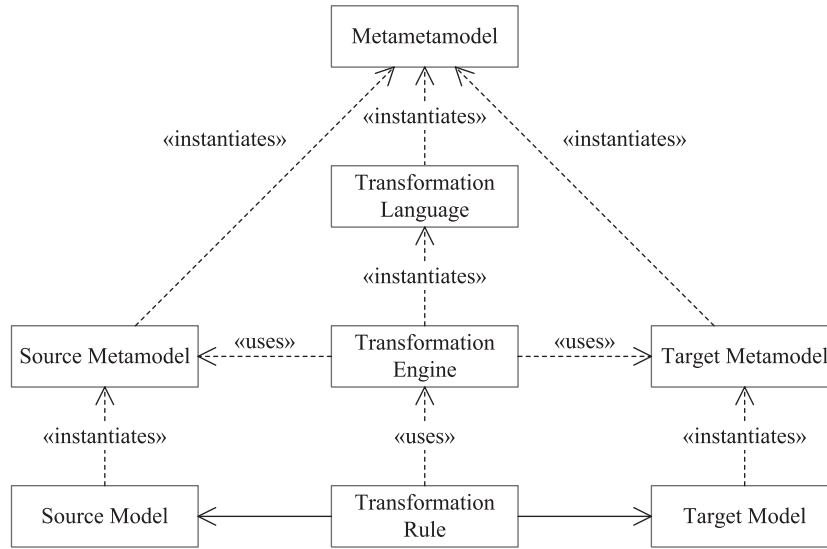 Metametamodel
«instantiates»
«instantiates»
«instantiates»
Transformation
Language
«instantiates»
Source Metamodel
«uses»
Transformation
Engine
«uses»
Target Metamodel
«instantiates»
«uses»
«instantiates»
Source Model
Transformation
Rule
Target Model